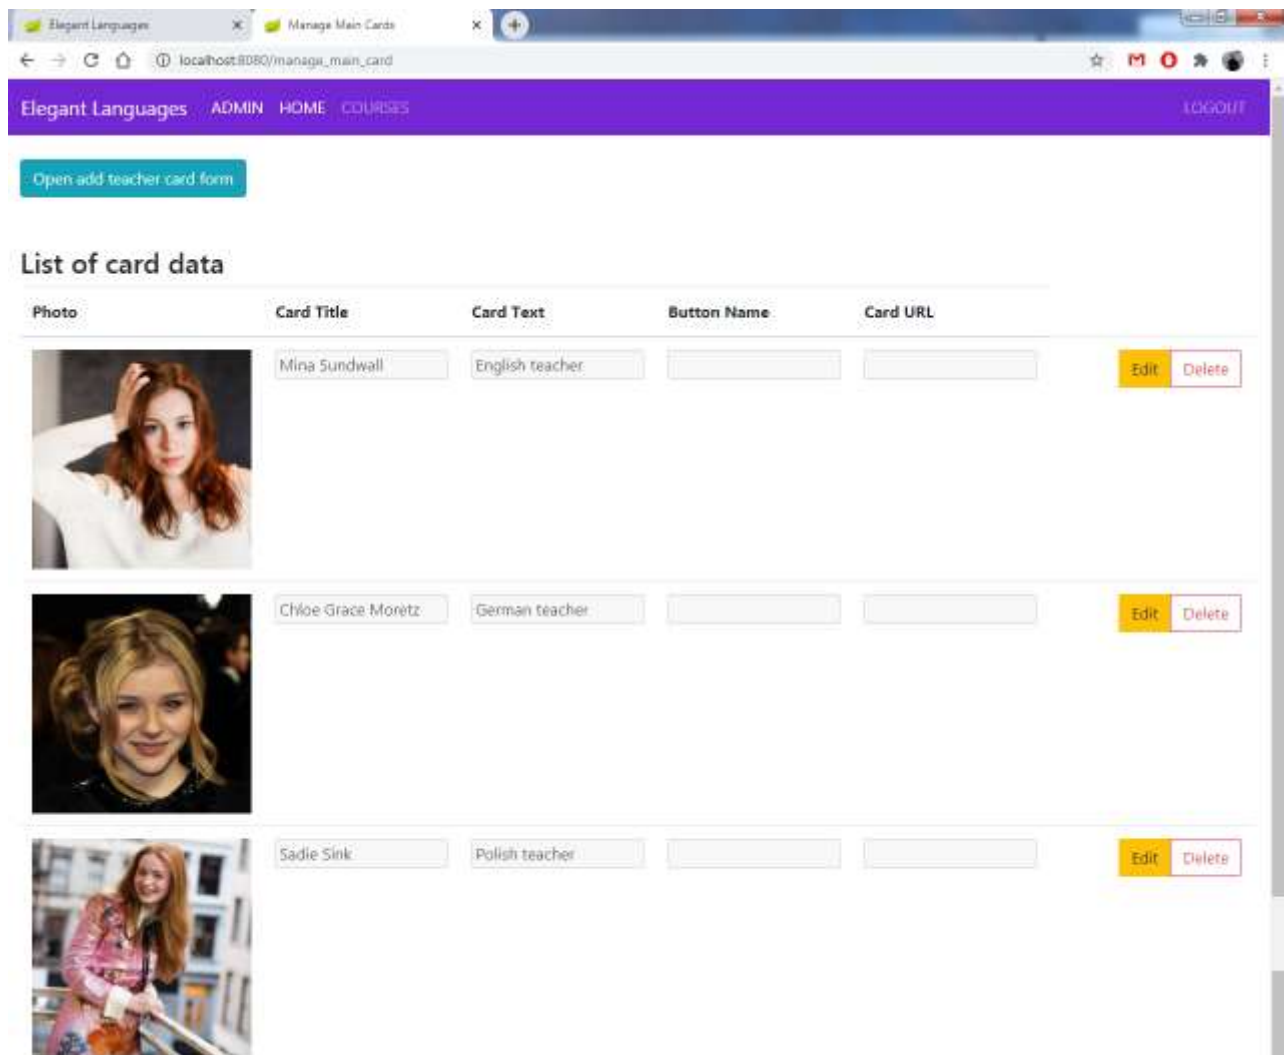 Elegant Languages
Manage Main Cards
localhost:8080/manage_main_card
Elegant Languages ADMIN HOME COURSES LOGOUT
Open add teacher card form
List of card data
Photo Card Title Card Text Button Name Card URL
Mina Sundwall English teacher Edit Delete
Chloe Grace Moretz German teacher Edit Delete
Sadie Sink Polish teacher Edit Delete